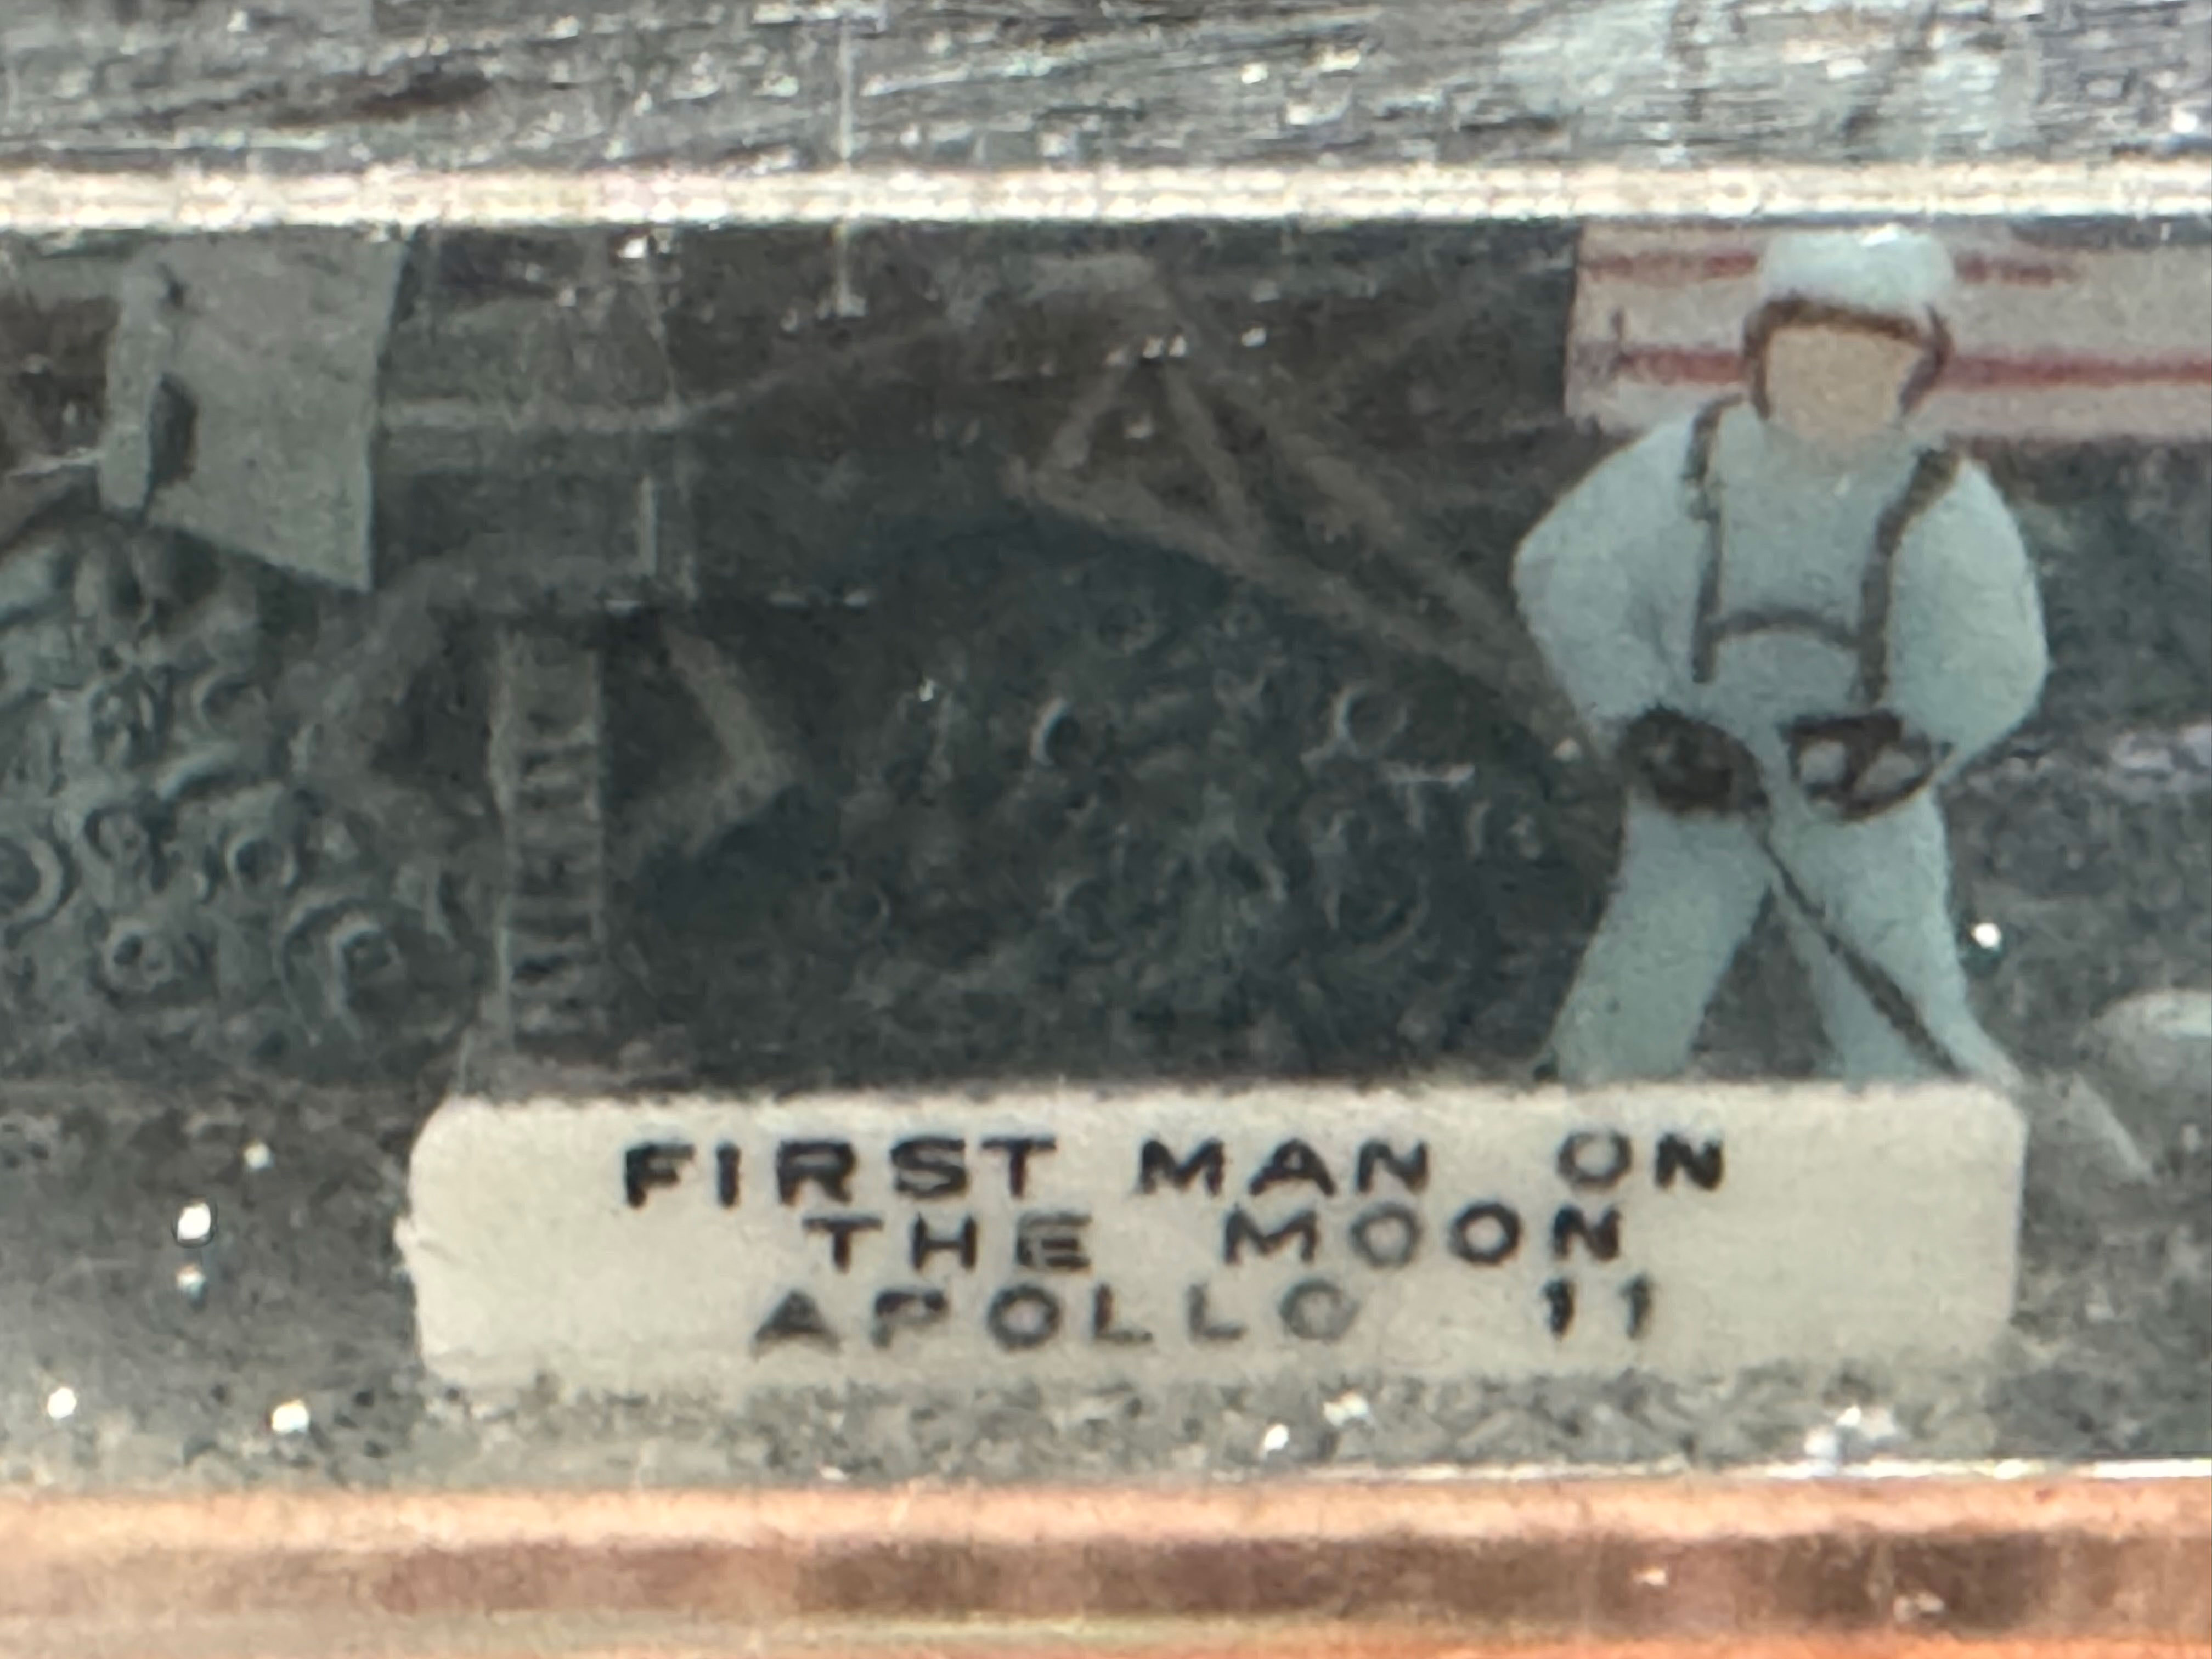 FIRST MAN ON
THE MOON
APOLLO 11